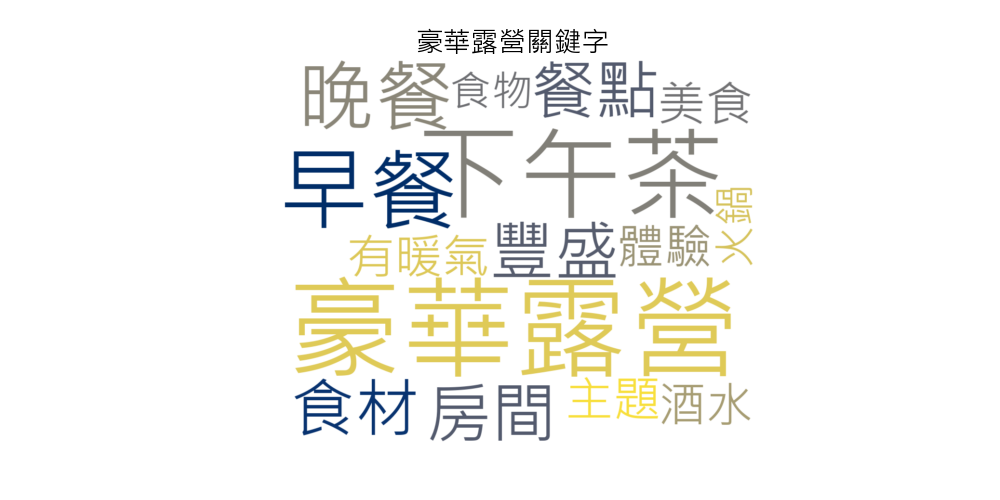 豪華露營關鍵字
晚餐 食物 餐點 美食
下午茶
早餐
火鍋
有暖氣 豐盛 體驗
豪華露營
食材 房間 主題 酒水